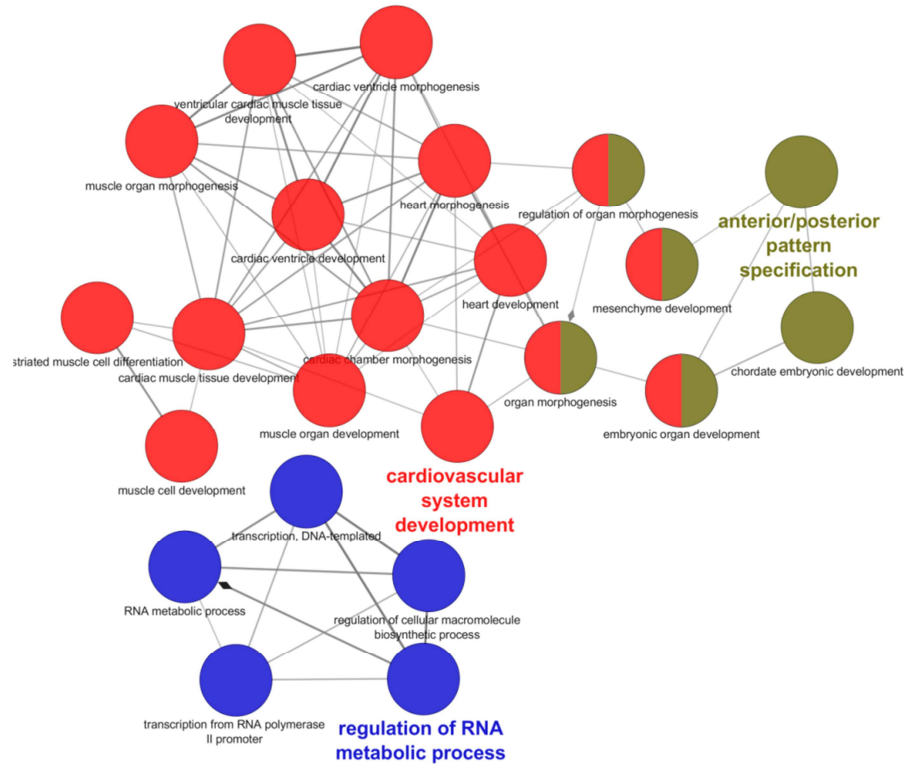 cardiac ventricle morphogenesis
ventricular cardiac muscle tissue
development
muscle organ morphogenesis
heart morphogenesis
regulation of organ morphogenesis
anterior/posterior
pattern
specification
cardiac ventricle development
heart development
mesenchyme development
striated muscle cell differentiation
cardiac chamber morphogenesis
cardiac muscle tissue development
chordate embryonic development
organ morphogenesis
muscle organ development
embryonic organ development
muscle cell development
cardiovascular
system
development
transcription, DNA-templated
RNA metabolic process
regulation of cellular macromolecule
biosynthetic process
transcription from RNA polymerase
II promoter
regulation of RNA
metabolic process